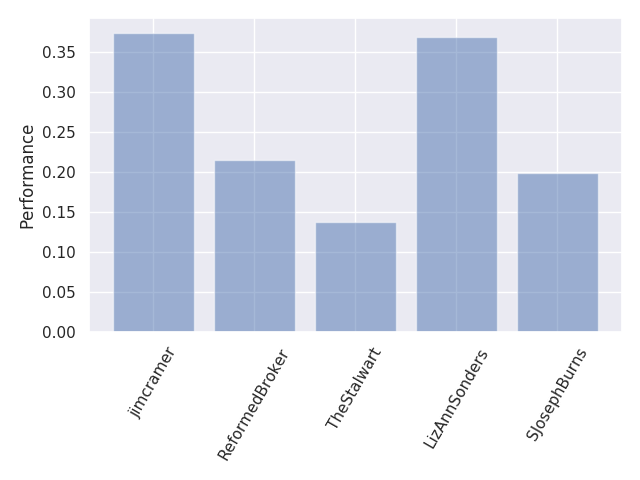 0.35
0.30
0.25
0.20
0.15
0.10
0.05
0.00
Performance
jimcramer
ReformedBroker
TheStalwart
LizAnnSonders
SJosephBurns